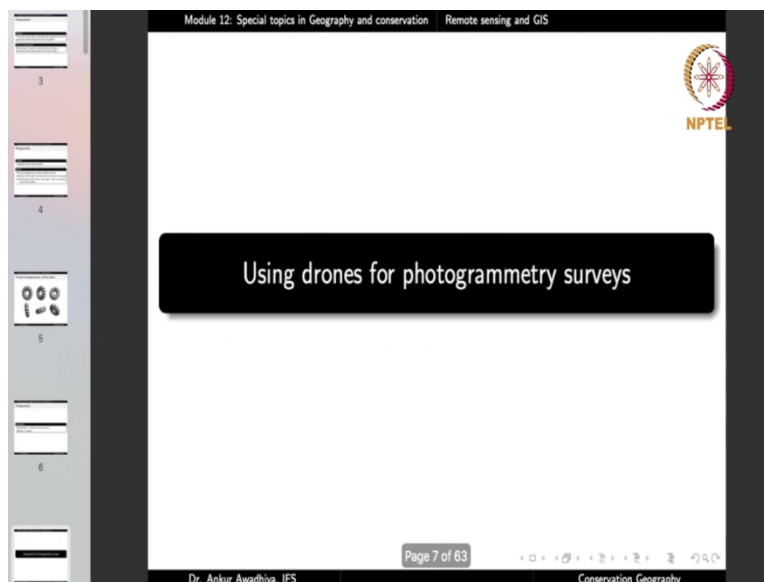 Module 12: Special topics in Geography and conservation Remote sensing and GIS
NPTEL
3
4
5
6
Using drones for photogrammetry surveys
Page 7 of 63
Dr. Ankur Awadhiya, IFS Conservation Geography